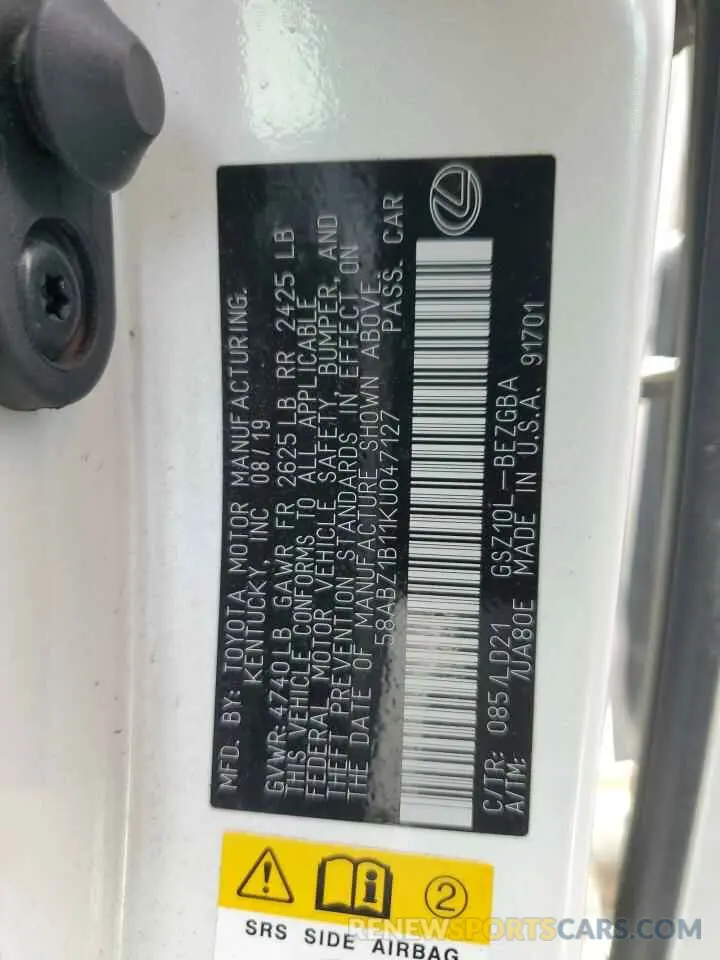 MFD. BY: TOYOTA MOTOR MANUFACTURING.
KENTUCKY, INC 08/19
GVWR: 4740 LB GAWR FR 2625 LB RR 2425 LB
THIS VEHICLE CONFORMS TO ALL APPLICABLE
FEDERAL MOTOR VEHICLE SAFETY, BUMPER, AND
THEFT PREVENTION STANDARDS IN EFFECT ON
THE DATE OF MANUFACTURE SHOWN ABOVE.
58ABZ1B11KU047127 PASS. CAR
C/TR: 085/LD21 GSZ10L-BEZGBA
A/TM: /UA80E MADE IN U.S.A. 91701
2
SRS SIDE AIRBAG
RENEWSPORTSCARS.COM